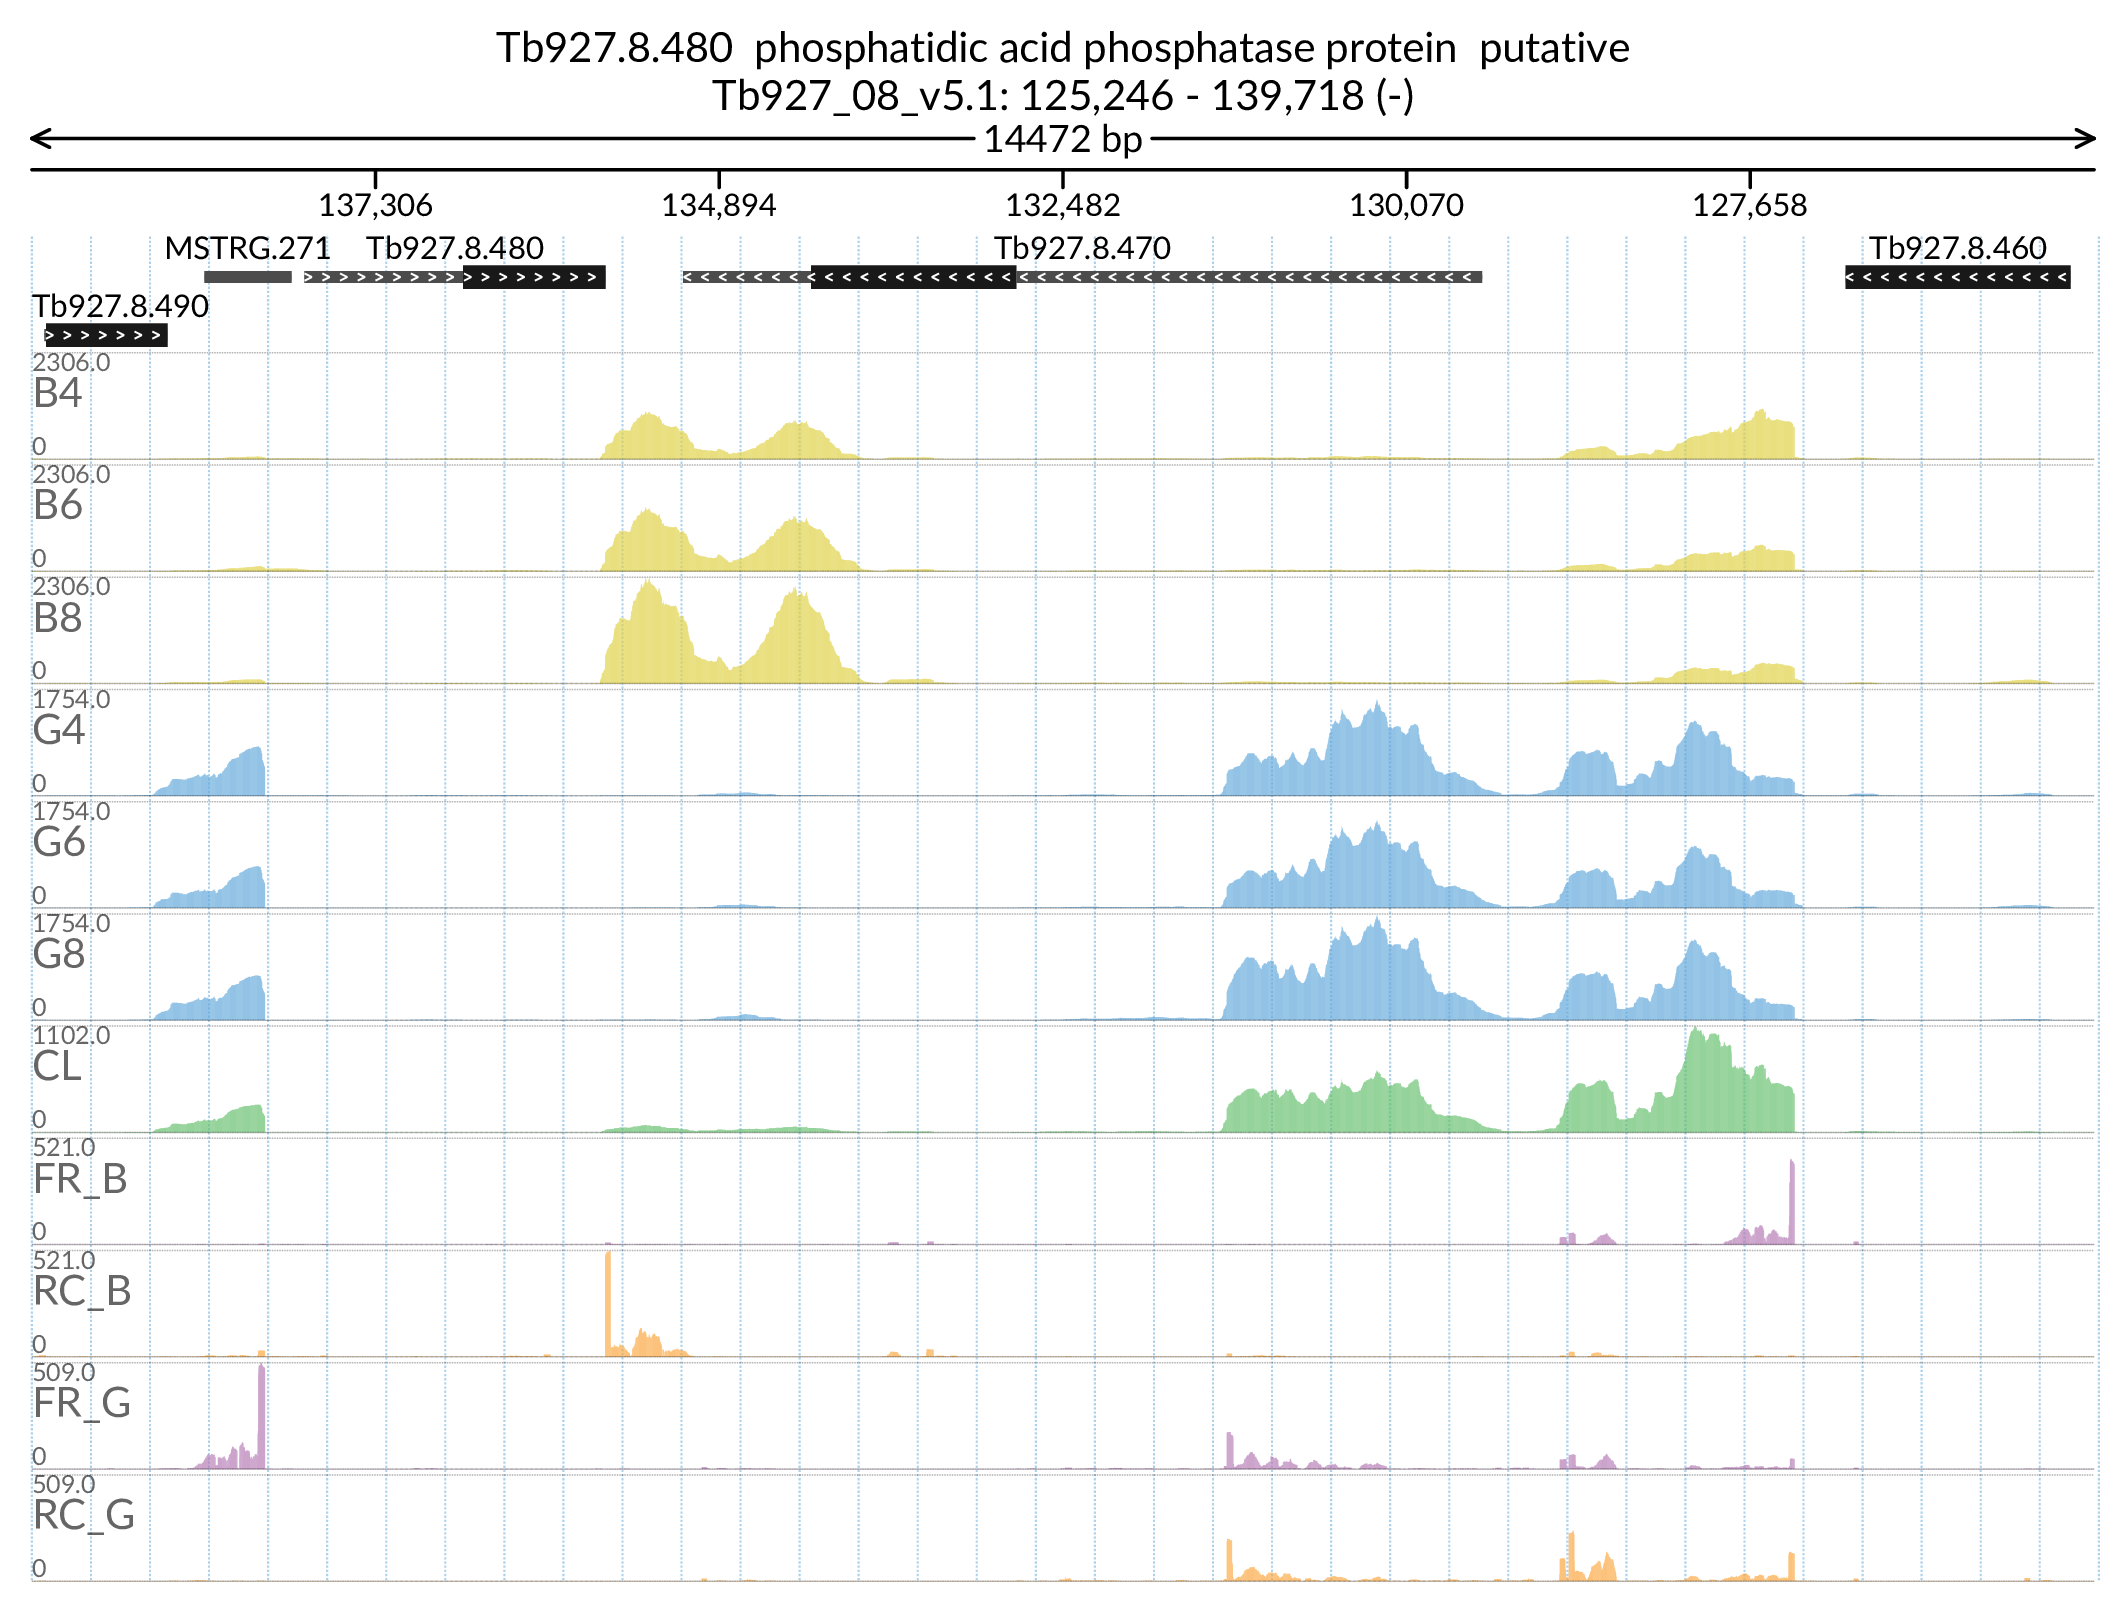 Tb927.8.480  phosphatidic acid phosphatase protein  putative
Tb927_08_v5.1: 125,246 - 139,718 (-)
14472 bp
137,306 134,894 132,482 130,070 127,658
MSTRG.271 Tb927.8.480 Tb927.8.470 Tb927.8.460
Tb927.8.490
2306.0
B4
0
2306.0
B6
0
2306.0
B8
0
1754.0
G4
0
1754.0
G6
0
1754.0
G8
0
1102.0
CL
0
521.0
FR_B
0
521.0
RC_B
0
509.0
FR_G
0
509.0
RC_G
0